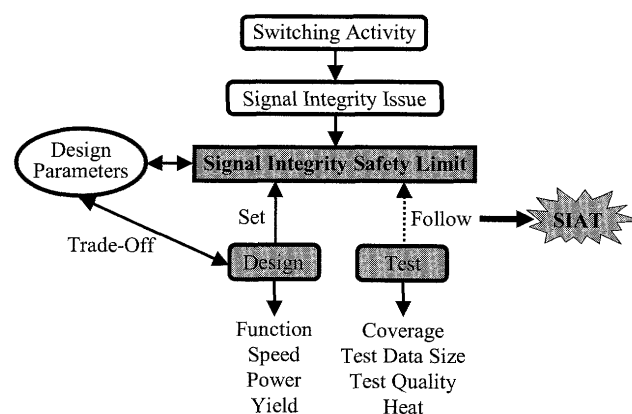 Switching Activity
Signal Integrity Issue
Design
Parameters
Signal Integrity Safety Limit
Set
Follow
SIAT
Trade-Off
Design
Test
Function
Speed
Power
Yield
Coverage
Test Data Size
Test Quality
Heat